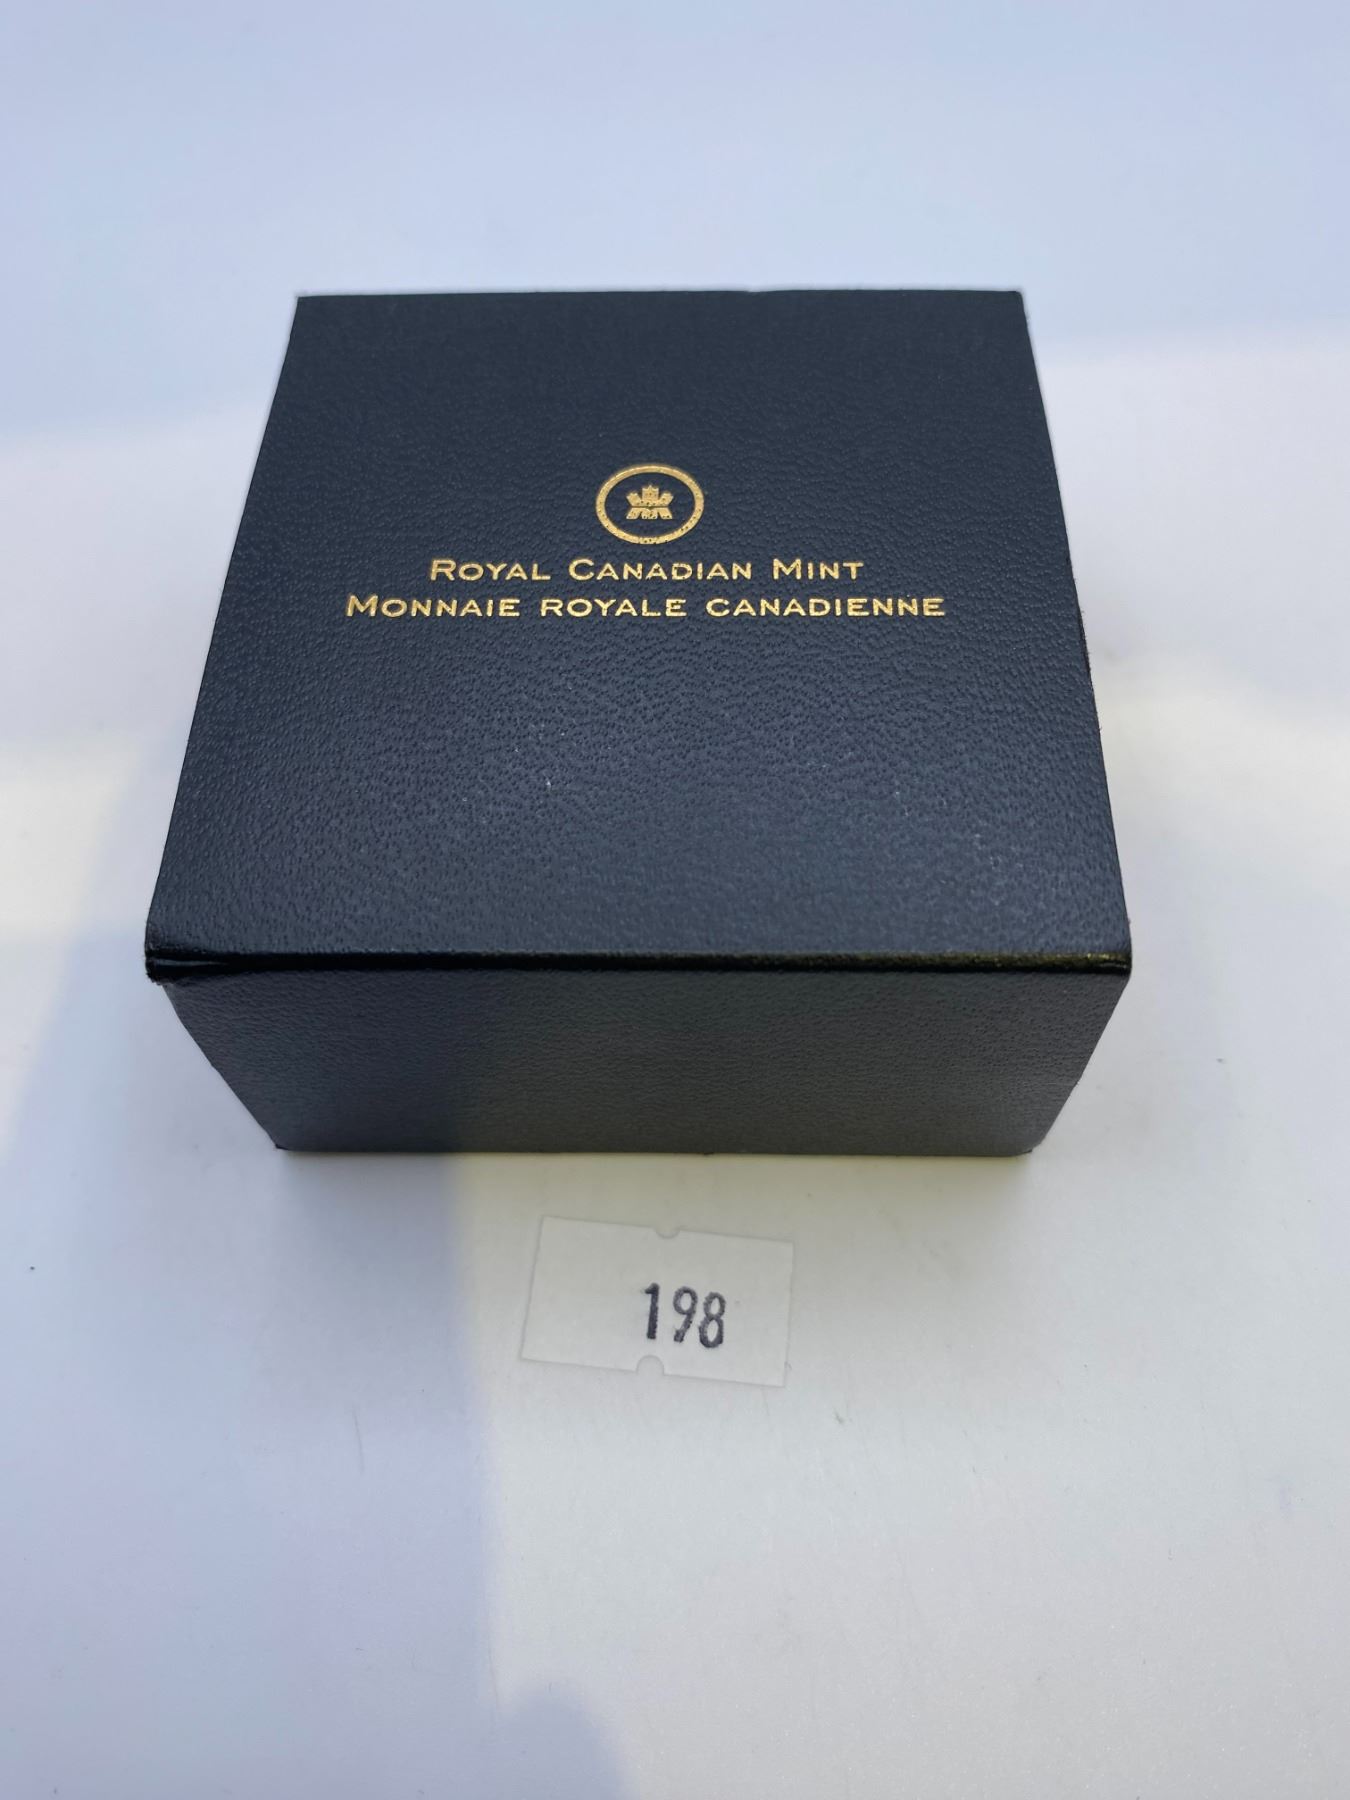 Royal Canadian Mint
Monnaie royale canadienne
198